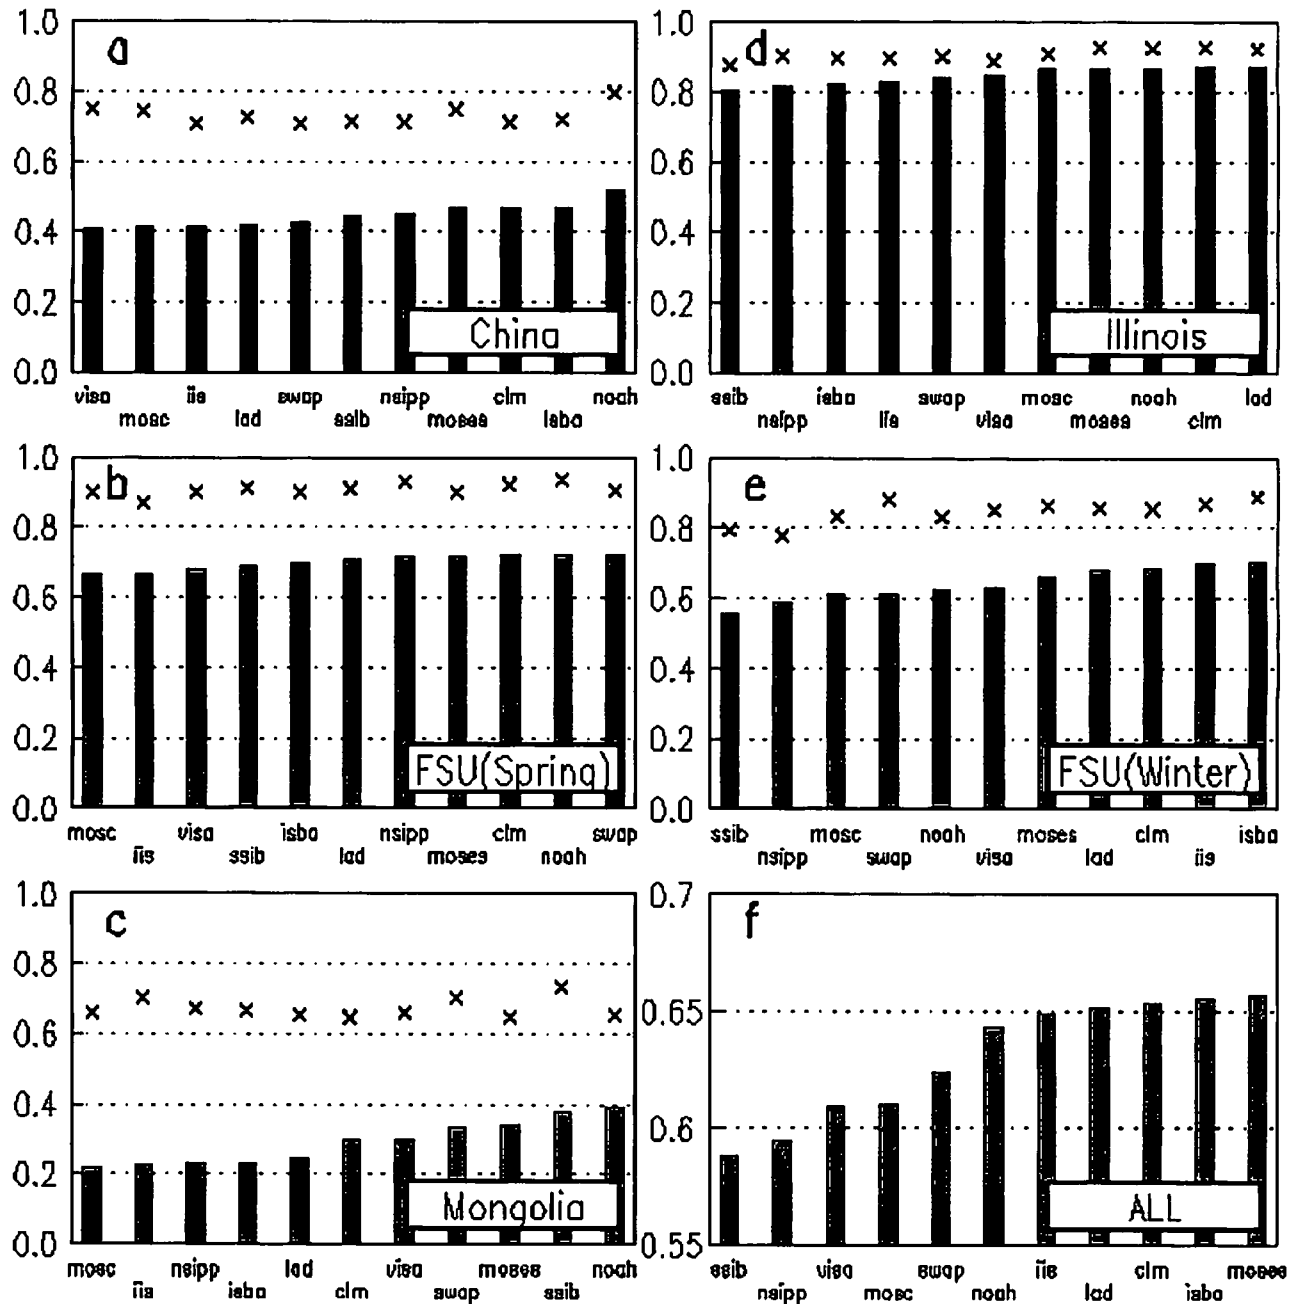 a
1.0
0.8
0.6
0.4
0.2
0.0
China
visa mosc iis lad swap ssib nsipp moses clm isba noah
d
1.0
0.8
0.6
0.4
0.2
0.0
Illinois
ssib nsipp isba iis swap visa mosc moses noah clm lad
b
1.0
0.8
0.6
0.4
0.2
0.0
FSU(Spring)
mosc iis visa ssib isba lad nsipp moses clm noah swap
e
1.0
0.8
0.6
0.4
0.2
0.0
FSU(Winter)
ssib nsipp mosc swap noah visa moses lad clm iis isba
c
1.0
0.8
0.6
0.4
0.2
0.0
Mongolia
mosc iis nsipp isba lad clm visa swap moses ssib noah
f
0.7
0.65
0.6
0.55
ALL
ssib nsipp visa mosc swap noah iis lad clm isba moses